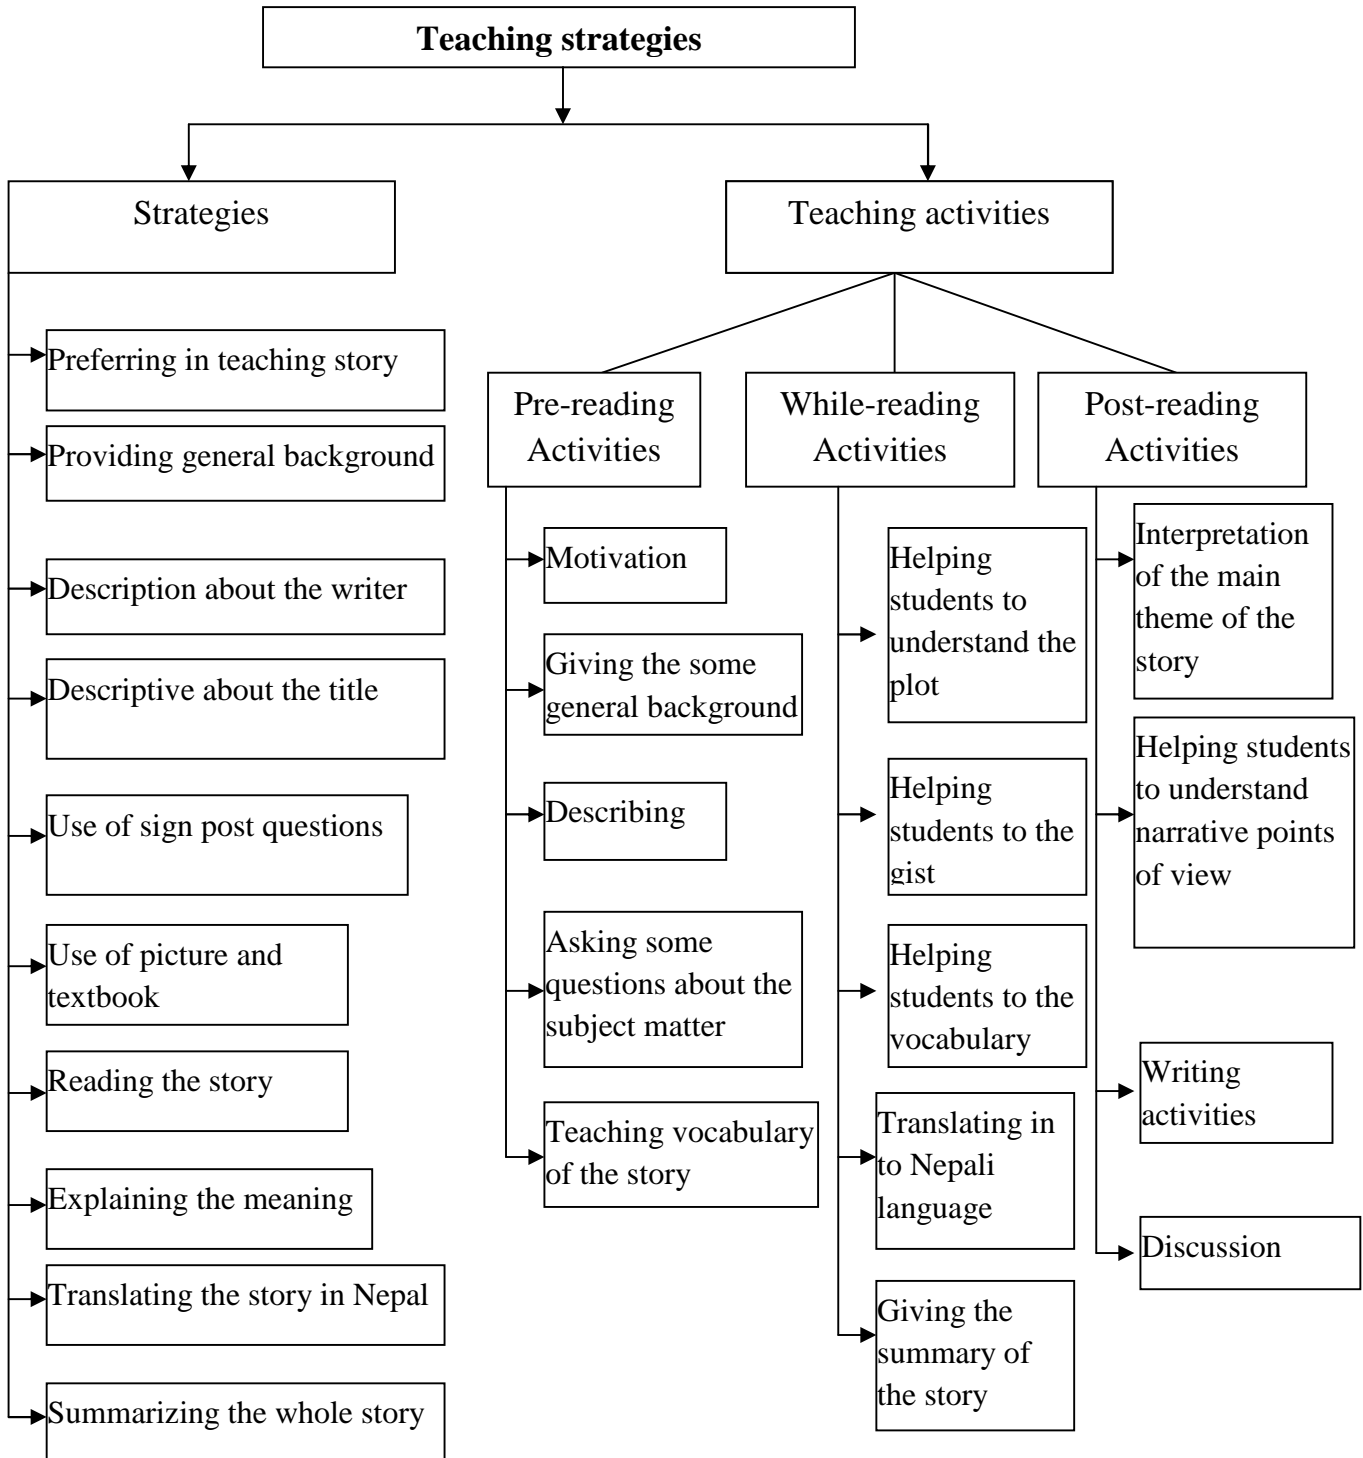 Teaching strategies
Strategies
Teaching activities
Preferring in teaching story
Providing general background
Description about the writer
Descriptive about the title
Use of sign post questions
Use of picture and
textbook
Reading the story
Explaining the meaning
Translating the story in Nepal
Summarizing the whole story
Pre-reading
Activities
Motivation
Giving the some
general background
Describing
Asking some
questions about the
subject matter
Teaching vocabulary
of the story
While-reading
Activities
Helping
students to
understand the
plot
Helping
students to the
gist
Helping
students to the
vocabulary
Translating in
to Nepali
language
Giving the
summary of
the story
Post-reading
Activities
Interpretation
of the main
theme of the
story
Helping students
to understand
narrative points
of view
Writing
activities
Discussion